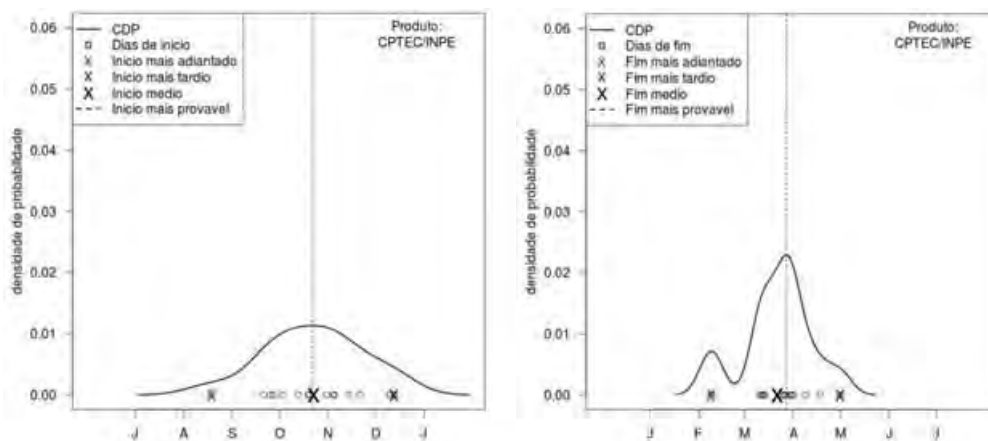 0.06
0.05
0.04
0.03
0.02
0.01
0.00
densidade de probabilidade
CDP
Dias de inicio
Inicio mais adiantado
Inicio mais tardio
Inicio medio
Inicio mais provavel
Produto:
CPTEC/INPE
J A S O N D J
0.06
0.05
0.04
0.03
0.02
0.01
0.00
densidade de probabilidade
CDP
Dias de fim
Fim mais adiantado
Fim mais tardio
Fim medio
Fim mais provavel
Produto:
CPTEC/INPE
J F M A M J J